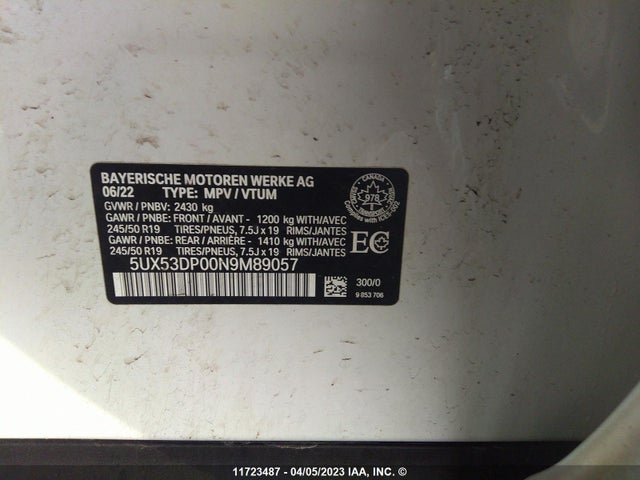 BAYERISCHE MOTOREN WERKE AG
06/22 TYPE: MPV / VTUM
GVWR / PNBV: 2430 kg
GAWR / PNBE: FRONT / AVANT - 1200 kg WITH/AVEC
245/50 R19 TIRES/PNEUS, 7.5J x 19 RIMS/JANTES
GAWR / PNBE: REAR / ARRIÈRE - 1410 kg WITH/AVEC
245/50 R19 TIRES/PNEUS, 7.5J x 19 RIMS/JANTES
5UX53DP00N9M89057
CANADA
978
TRANSPORT
EC
300/0
9 853 706
11723487 - 04/05/2023 IAA, Inc. ©